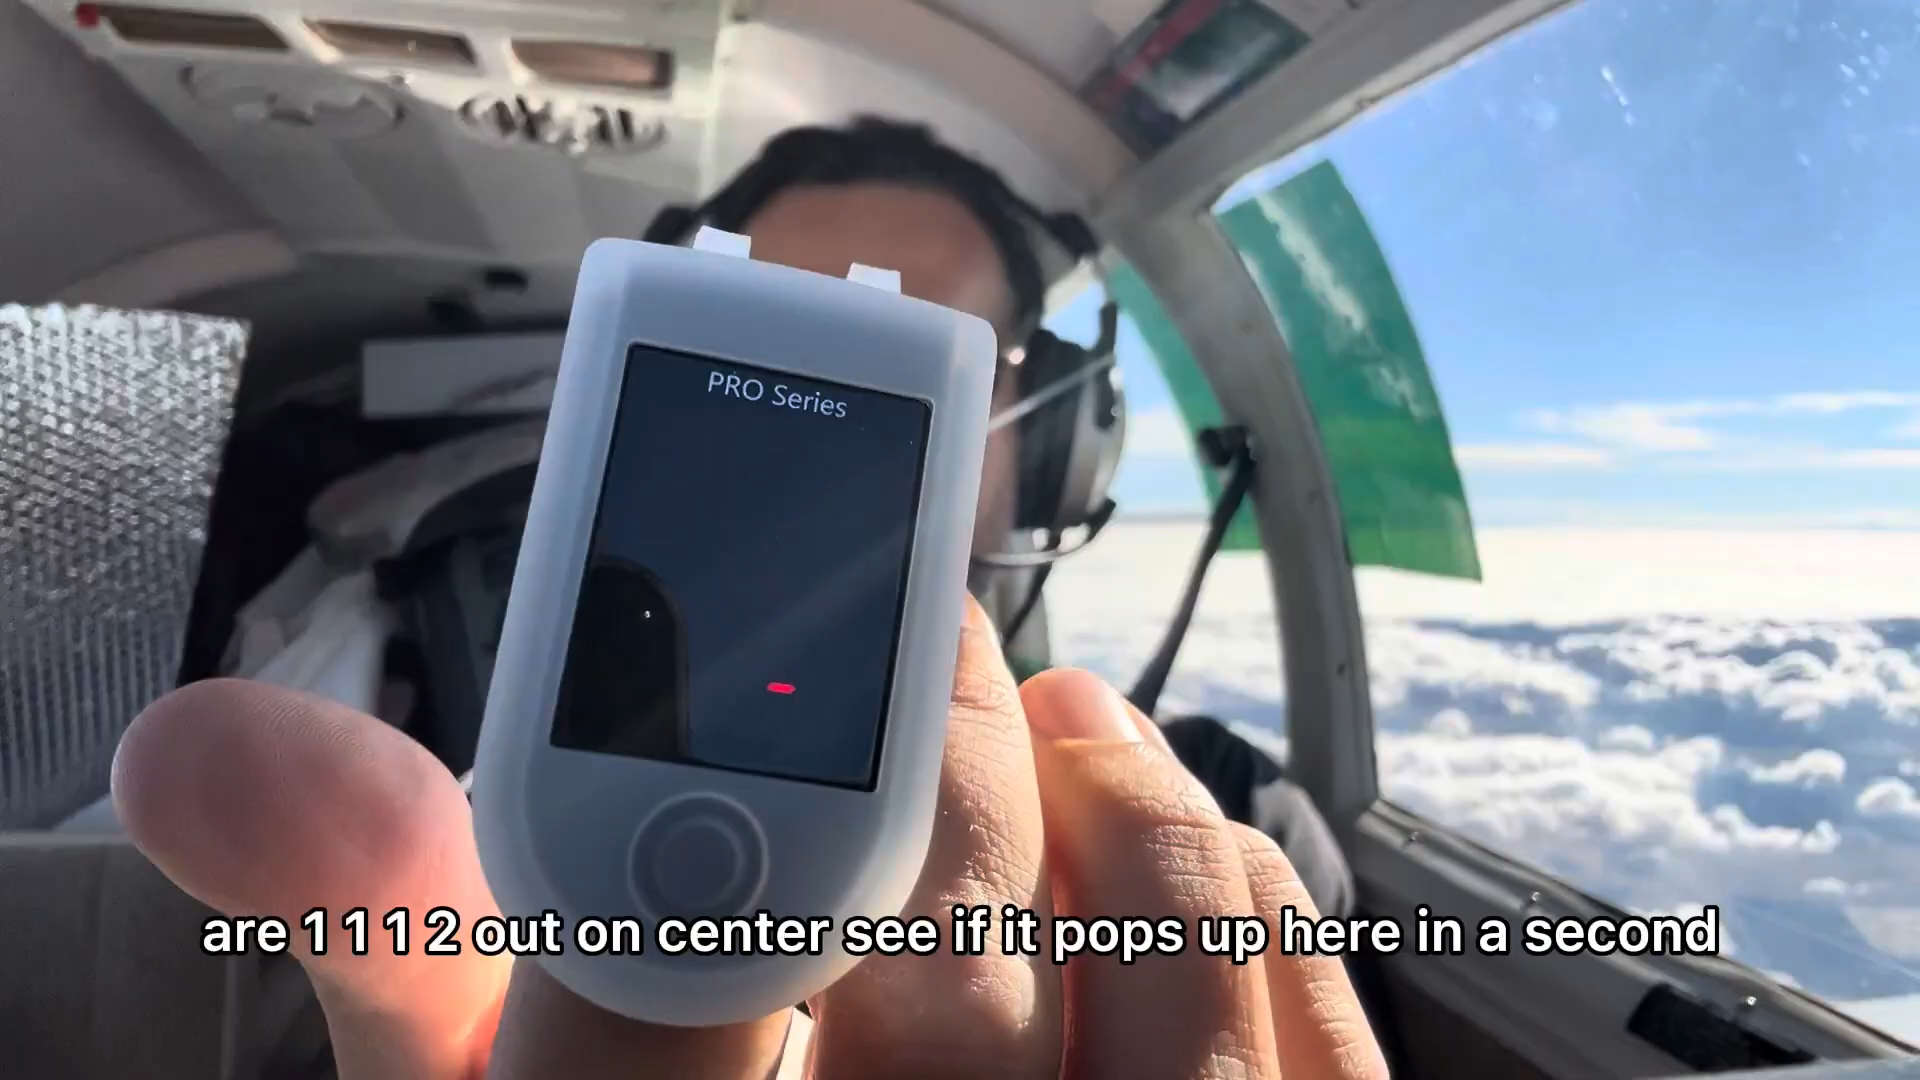 PRO Series
are 1 1 1 2 out on center see if it pops up here in a second